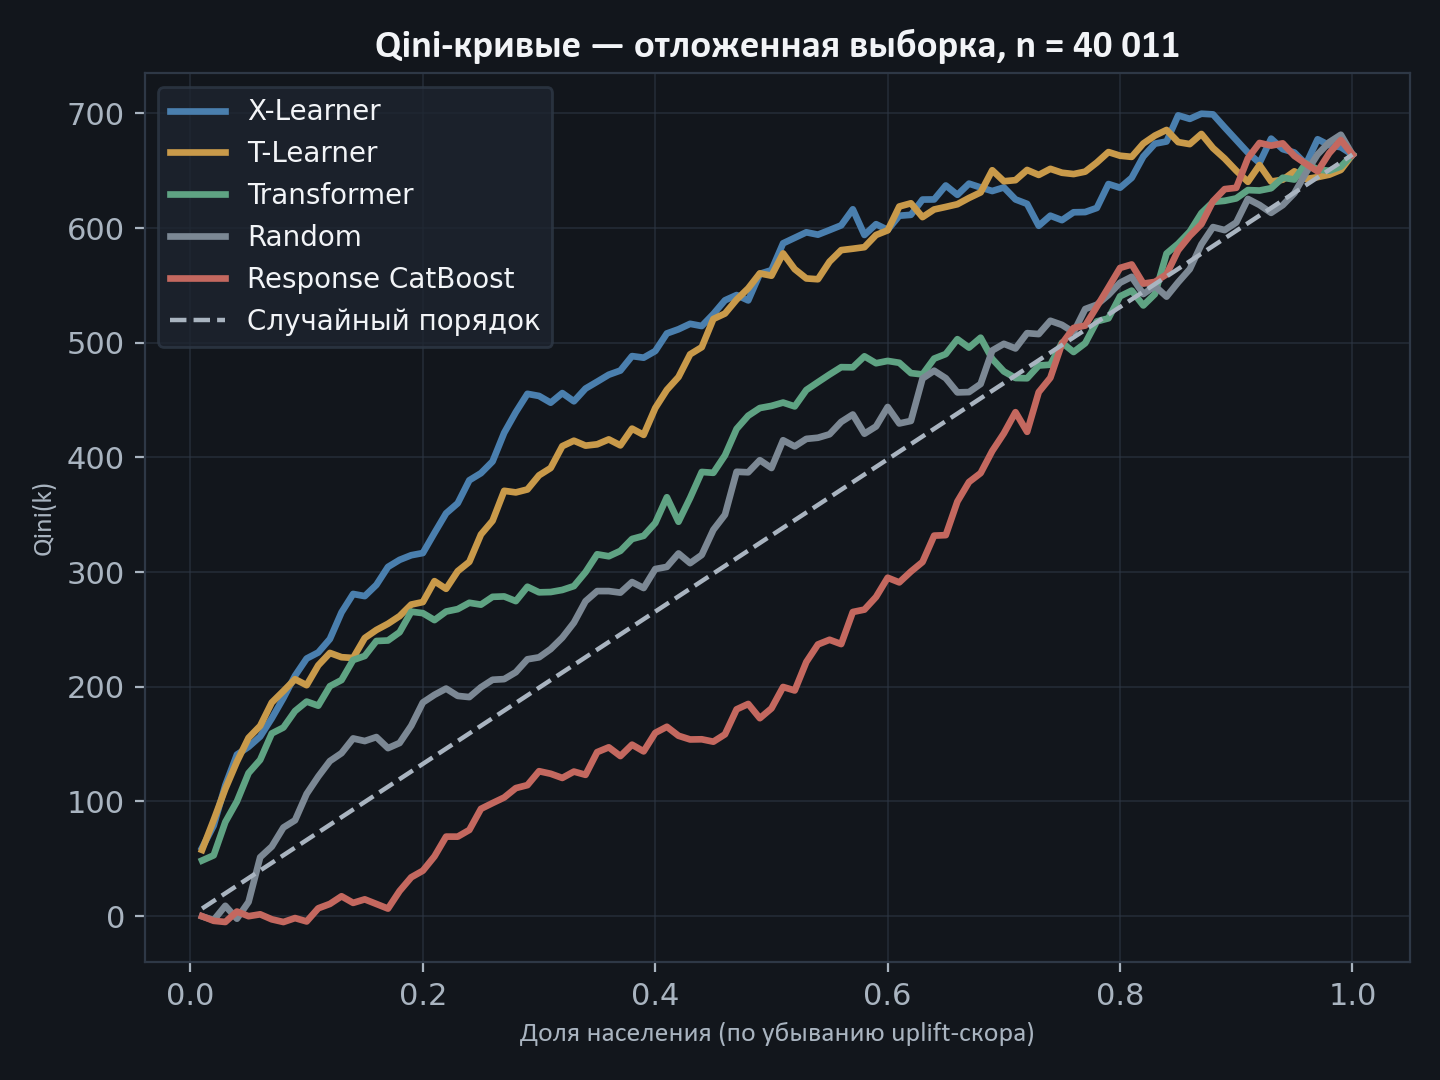 Qini-кривые — отложенная выборка, n = 40 011
X-Learner
T-Learner
Transformer
Random
Response CatBoost
Случайный порядок
700
600
500
400
300
200
100
0
Qini(k)
0.0 0.2 0.4 0.6 0.8 1.0
Доля населения (по убыванию uplift-скора)